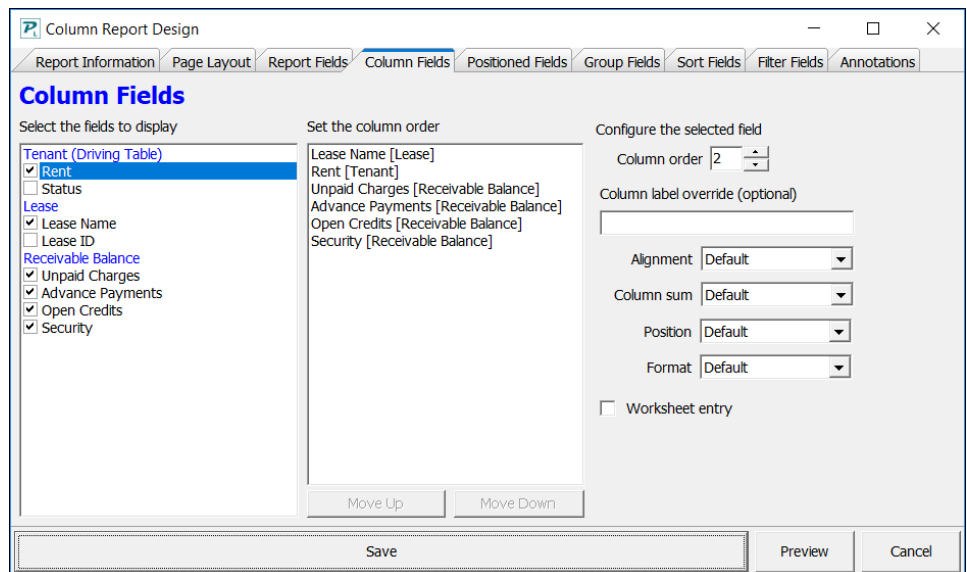 Column Report Design
Report Information Page Layout Report Fields Column Fields Positioned Fields Group Fields Sort Fields Filter Fields Annotations
Column Fields
Select the fields to display
Tenant (Driving Table)
Rent
Status
Lease
Lease Name
Lease ID
Receivable Balance
Unpaid Charges
Advance Payments
Open Credits
Security
Set the column order
Lease Name [Lease]
Rent [Tenant]
Unpaid Charges [Receivable Balance]
Advance Payments [Receivable Balance]
Open Credits [Receivable Balance]
Security [Receivable Balance]
Move Up Move Down
Configure the selected field
Column order 2
Column label override (optional)
Alignment Default
Column sum Default
Position Default
Format Default
Worksheet entry
Save Preview Cancel